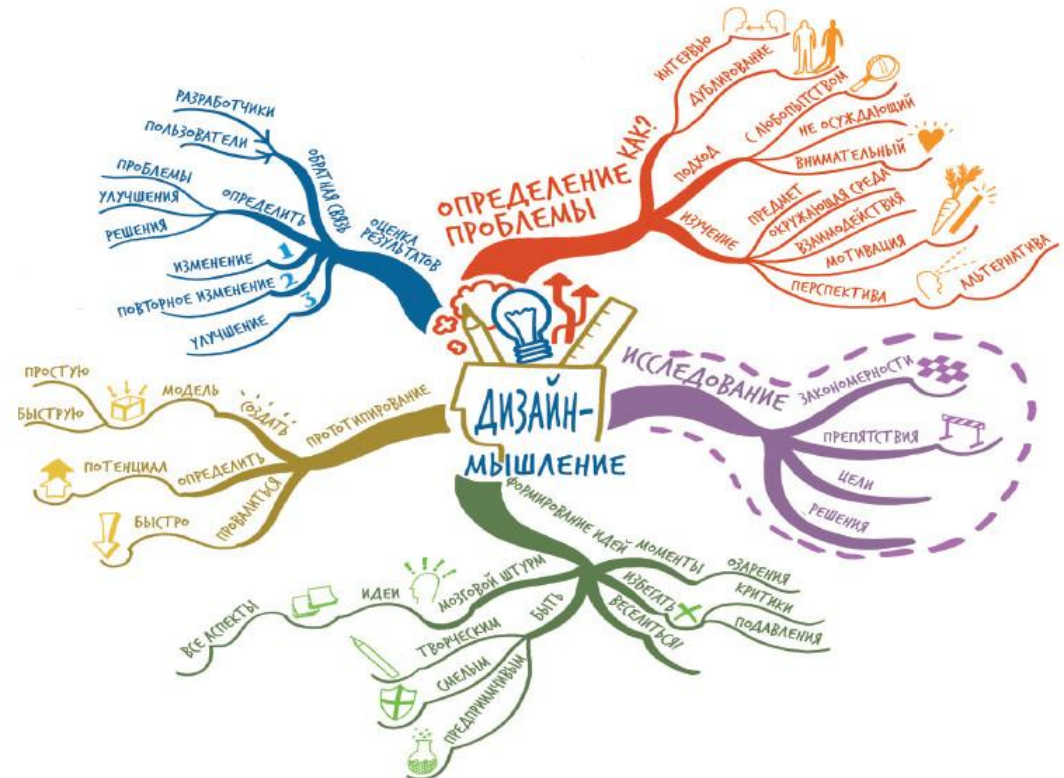 ДИЗАЙН-
МЫШЛЕНИЕ
ОПРЕДЕЛЕНИЕ
ПРОБЛЕМЫ
КАК?
ИНТЕРВЬЮ
ДУБЛИРОВАНИЕ
ПОДХОД
С ЛЮБОПЫТСТВОМ
НЕ ОСУЖДАЮЩИЙ
ВНИМАТЕЛЬНЫЙ
ИЗУЧЕНИЕ
ПРЕДМЕТ
ОКРУЖАЮЩАЯ СРЕДА
ВЗАИМОДЕЙСТВИЯ
МОТИВАЦИЯ
ПЕРСПЕКТИВА
АЛЬТЕРНАТИВА
ИССЛЕДОВАНИЕ
ЗАКОНОМЕРНОСТИ
ПРЕПЯТСТВИЯ
ЦЕЛИ
РЕШЕНИЯ
ФОРМИРОВАНИЕ ИДЕЙ
МОМЕНТЫ
ОЗАРЕНИЯ
ИЗБЕГАТЬ
КРИТИКИ
ПОДАВЛЕНИЯ
ВЕСЕЛИТЬСЯ!
БЫТЬ
ТВОРЧЕСКИМ
СМЕЛЫМ
ПРЕДПРИИМЧИВЫМ
МОЗГОВОЙ ШТУРМ
ИДЕИ
ВСЕ АСПЕКТЫ
ПРОТОТИПИРОВАНИЕ
СОЗДАТЬ
МОДЕЛЬ
ПРОСТУЮ
БЫСТРУЮ
ОПРЕДЕЛИТЬ
ПОТЕНЦИАЛ
ПРОВАЛИТЬСЯ
БЫСТРО
ОЦЕНКА
РЕЗУЛЬТАТОВ
ОБРАТНАЯ СВЯЗЬ
РАЗРАБОТЧИКИ
ПОЛЬЗОВАТЕЛИ
ОПРЕДЕЛИТЬ
ПРОБЛЕМЫ
УЛУЧШЕНИЯ
РЕШЕНИЯ
1
ИЗМЕНЕНИЕ
2
ПОВТОРНОЕ ИЗМЕНЕНИЕ
3
УЛУЧШЕНИЕ